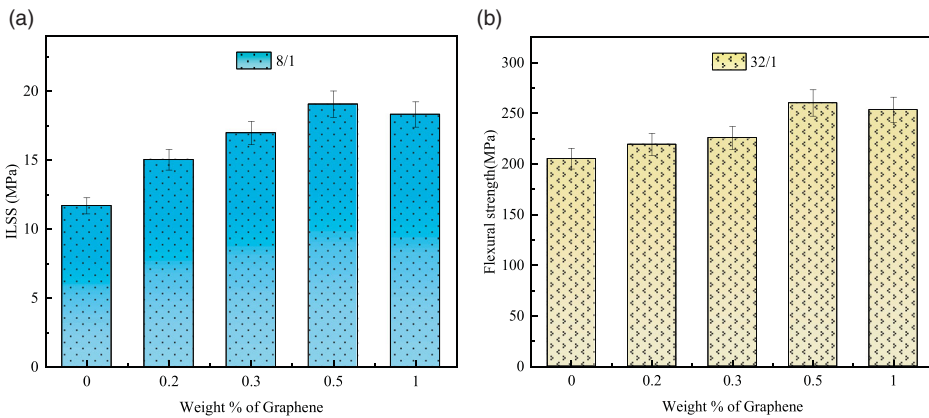 (a)
8/1
ILSS (MPa)
20
15
10
5
0
0 0.2 0.3 0.5 1
Weight % of Graphene
(b)
32/1
Flexural strength(MPa)
300
250
200
150
100
50
0
0 0.2 0.3 0.5 1
Weight % of Graphene